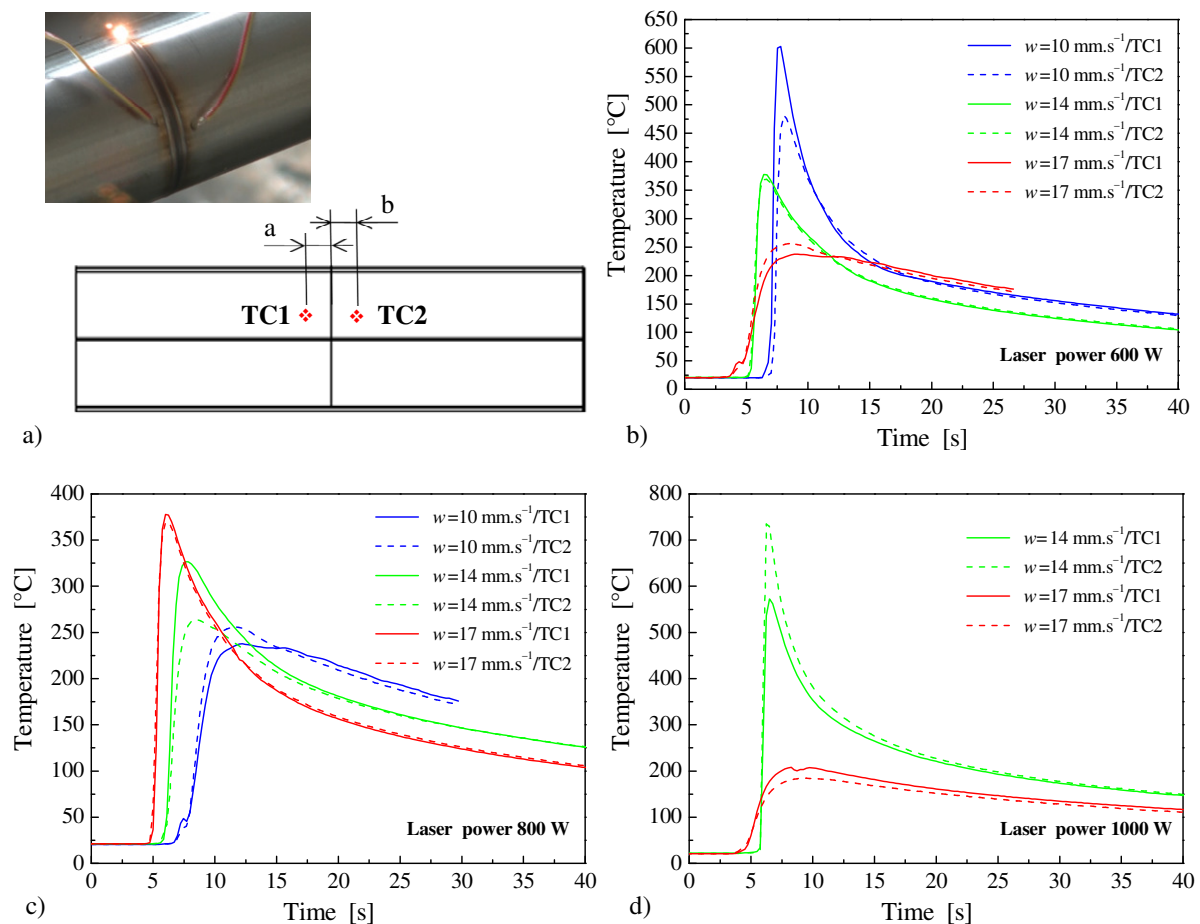 a
b
TC1
TC2
a)
650
600
550
500
450
400
350
300
250
200
150
100
50
0
Temperature [°C]
w=10 mm.s⁻¹/TC1
w=10 mm.s⁻¹/TC2
w=14 mm.s⁻¹/TC1
w=14 mm.s⁻¹/TC2
w=17 mm.s⁻¹/TC1
w=17 mm.s⁻¹/TC2
Laser power 600 W
0 5 10 15 20 25 30 35 40
Time [s]
b)
400
350
300
250
200
150
100
50
0
Temperature [°C]
w=10 mm.s⁻¹/TC1
w=10 mm.s⁻¹/TC2
w=14 mm.s⁻¹/TC1
w=14 mm.s⁻¹/TC2
w=17 mm.s⁻¹/TC1
w=17 mm.s⁻¹/TC2
Laser power 800 W
0 5 10 15 20 25 30 35 40
Time [s]
c)
800
700
600
500
400
300
200
100
0
Temperature [°C]
w=14 mm.s⁻¹/TC1
w=14 mm.s⁻¹/TC2
w=17 mm.s⁻¹/TC1
w=17 mm.s⁻¹/TC2
Laser power 1000 W
0 5 10 15 20 25 30 35 40
Time [s]
d)